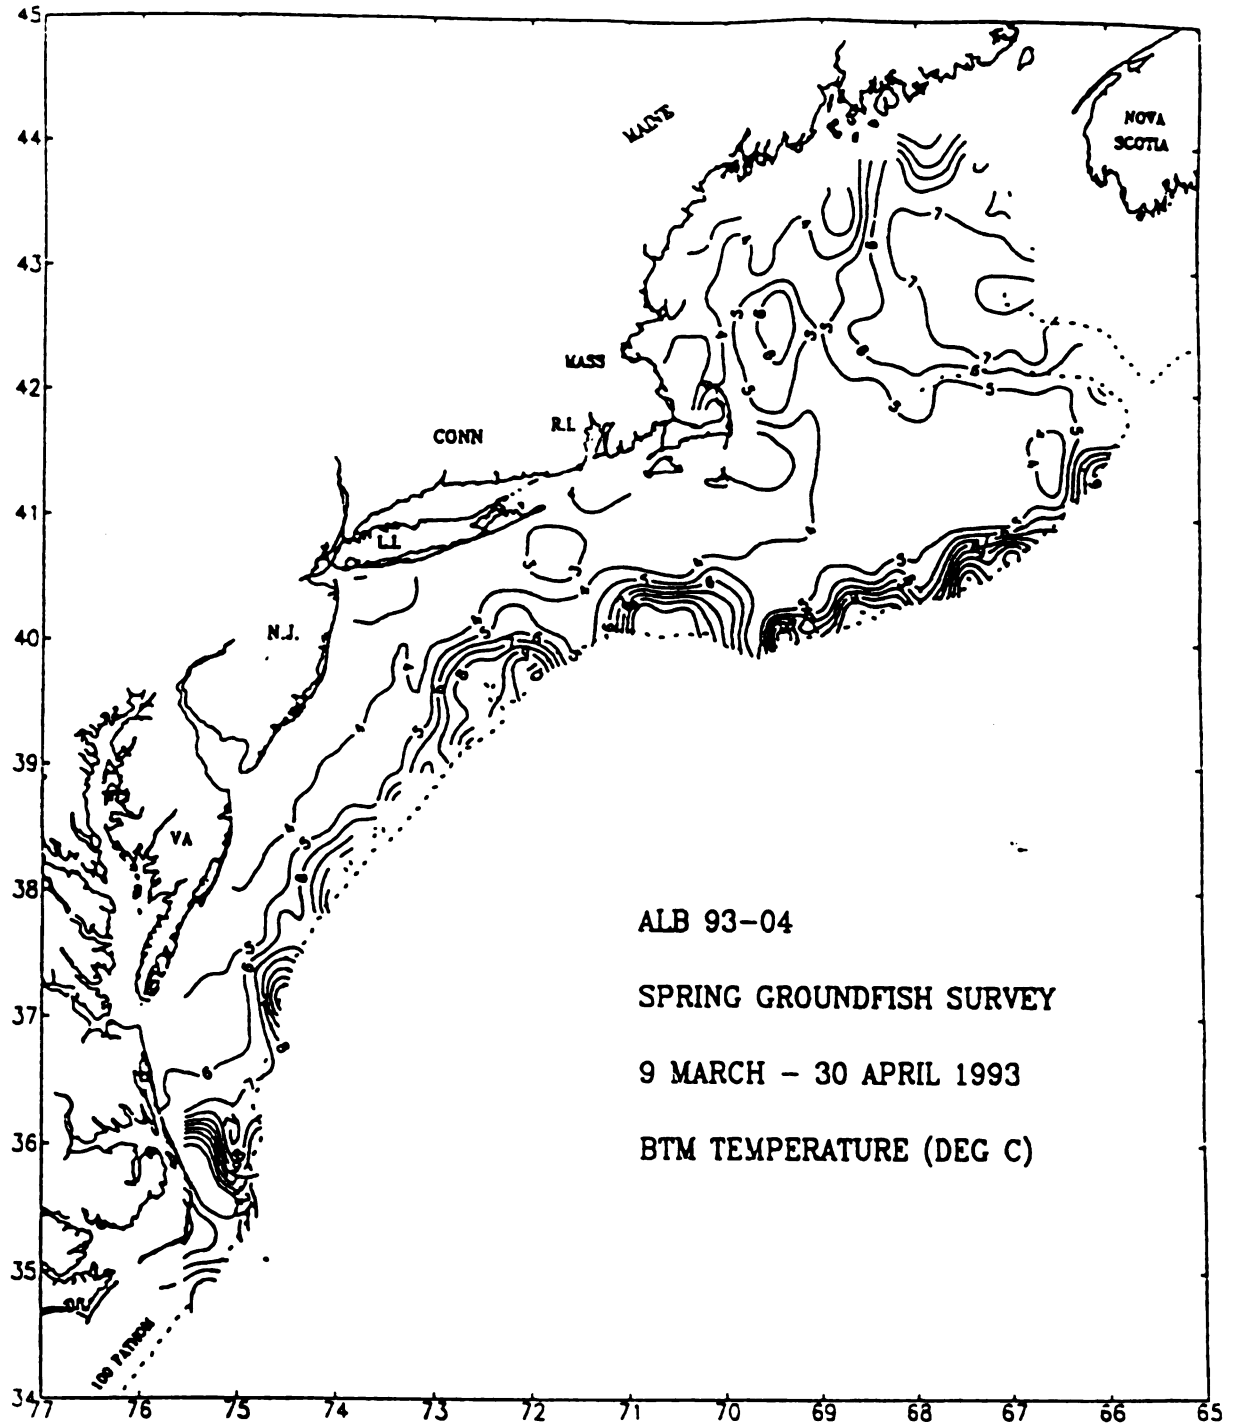 45
44
43
42
41
40
39
38
37
36
35
34
77 76 75 74 73 72 71 70 69 68 67 66 65
MAINE
NOVA
SCOTIA
MASS
R.I.
CONN
L.I.
N.J.
VA
100 FATHOM
ALB 93-04
SPRING GROUNDFISH SURVEY
9 MARCH - 30 APRIL 1993
BTM TEMPERATURE (DEG C)